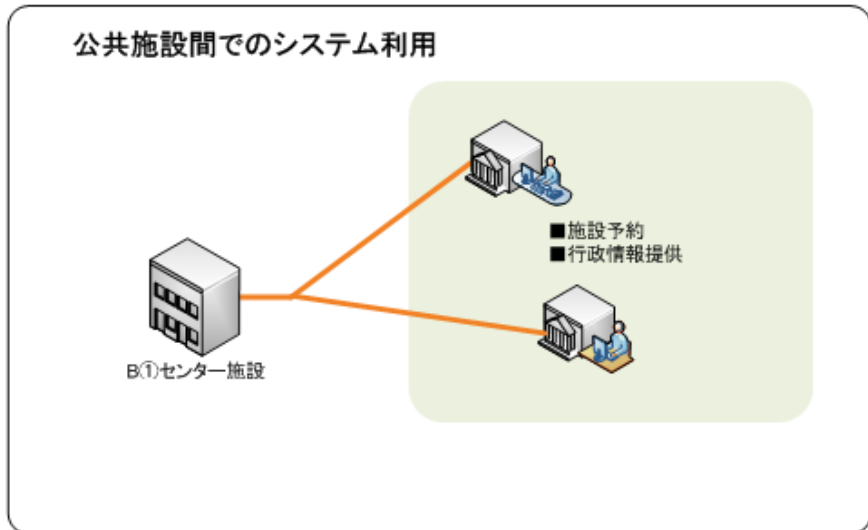 公共施設間でのシステム利用
■施設予約
■行政情報提供
B①センター施設